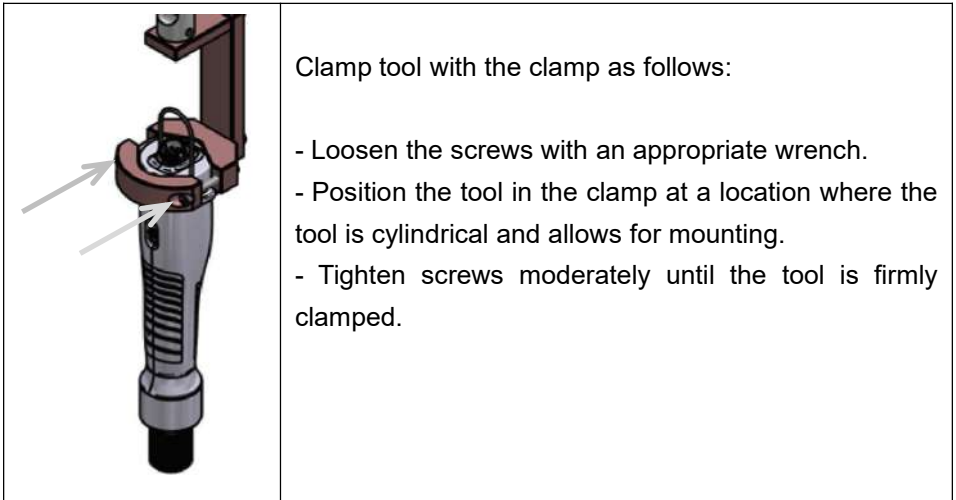 Clamp tool with the clamp as follows:
- Loosen the screws with an appropriate wrench.
- Position the tool in the clamp at a location where the
tool is cylindrical and allows for mounting.
- Tighten screws moderately until the tool is firmly
clamped.